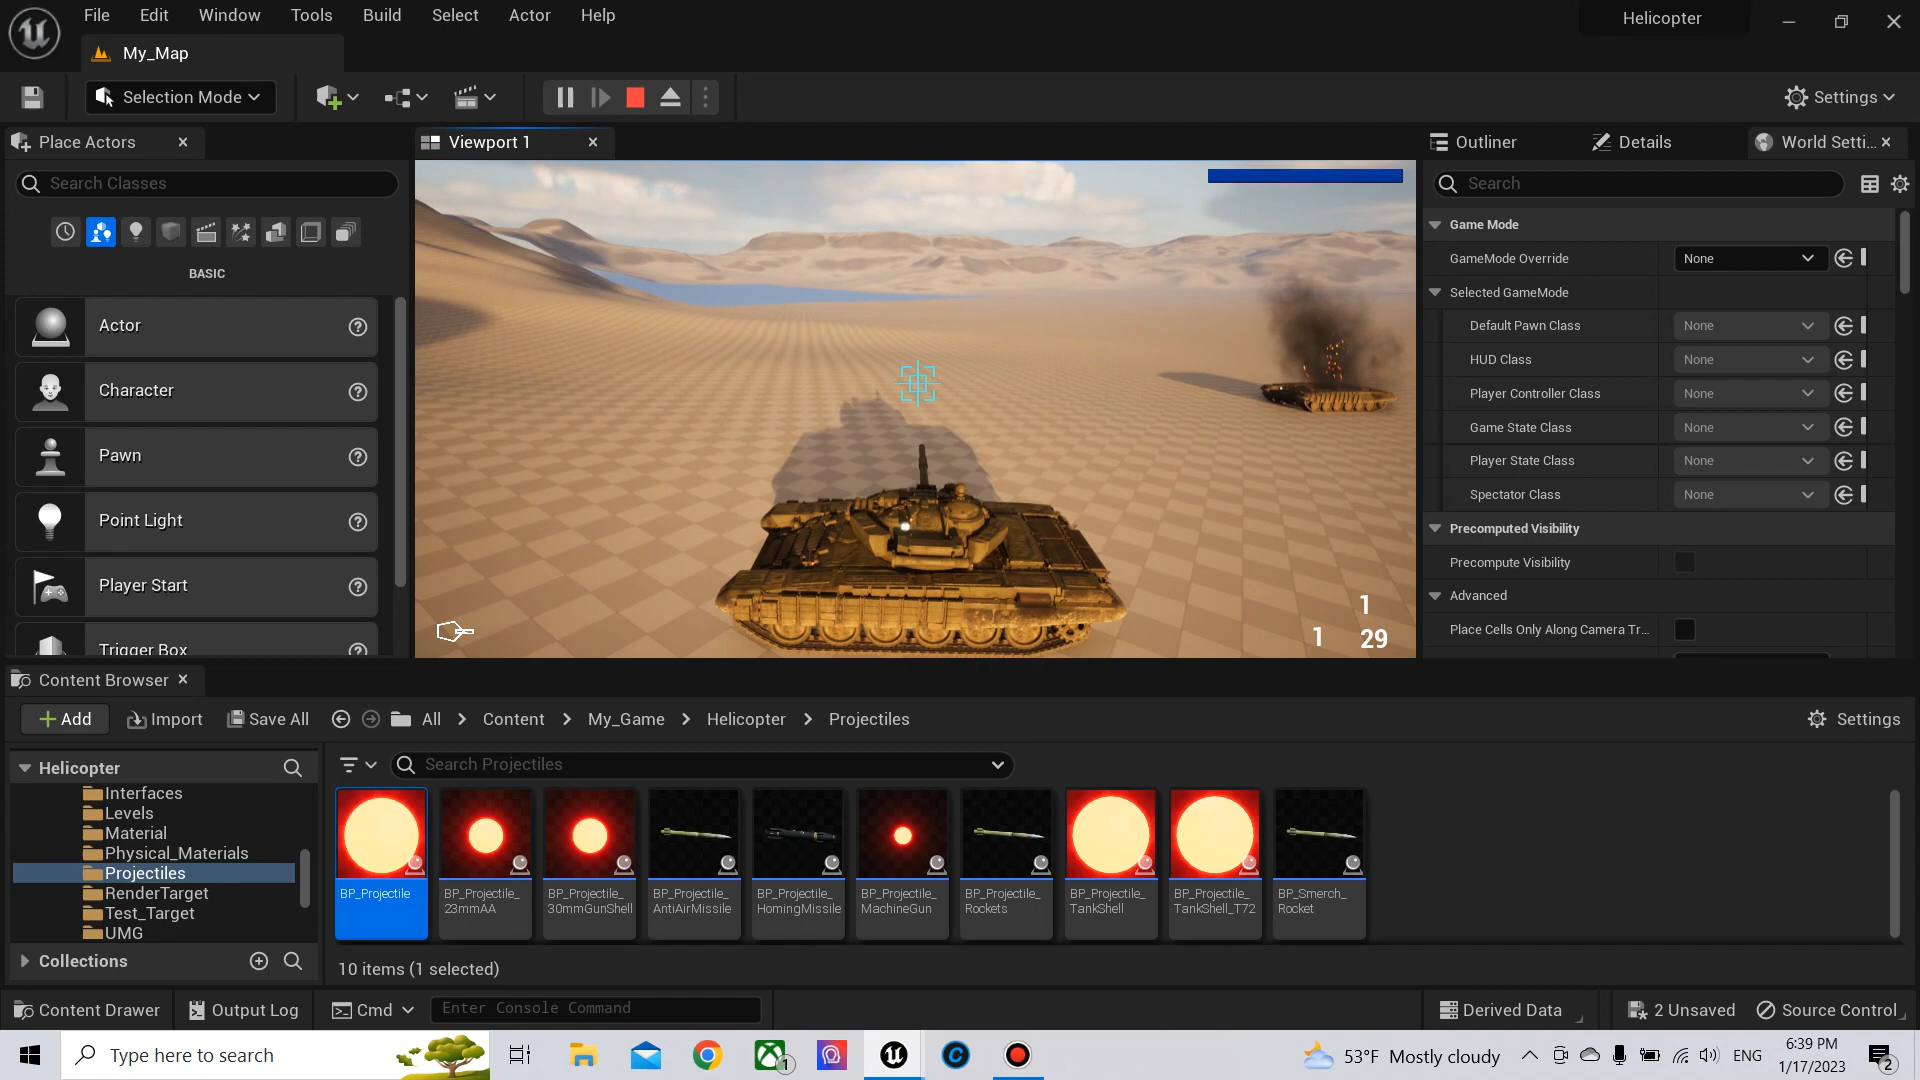 File Edit Window Tools Build Select Actor Help
Helicopter
My_Map
Selection Mode
Settings
Place Actors
Viewport 1
Outliner
Details
World Setti...
Search Classes
Search
BASIC
Actor
Character
Pawn
Point Light
Player Start
Trigger Box
1
1 29
Game Mode
GameMode Override None
Selected GameMode
Default Pawn Class None
HUD Class None
Player Controller Class None
Game State Class None
Player State Class None
Spectator Class None
Precomputed Visibility
Precompute Visibility
Advanced
Place Cells Only Along Camera Tr...
Content Browser
Add Import Save All All Content My_Game Helicopter Projectiles Settings
Helicopter
Interfaces
Levels
Material
Physical_Materials
Projectiles
RenderTarget
Test_Target
UMG
Collections
Search Projectiles
BP_Projectile
BP_Projectile_
23mmAA
BP_Projectile_
30mmGunShell
BP_Projectile_
AntiAirMissile
BP_Projectile_
HomingMissile
BP_Projectile_
MachineGun
BP_Projectile_
Rockets
BP_Projectile_
TankShell
BP_Projectile_
TankShell_T72
BP_Smerch_
Rocket
10 items (1 selected)
Content Drawer Output Log Cmd Enter Console Command Derived Data 2 Unsaved Source Control
Type here to search
1
53°F Mostly cloudy
ENG
6:39 PM
1/17/2023
2